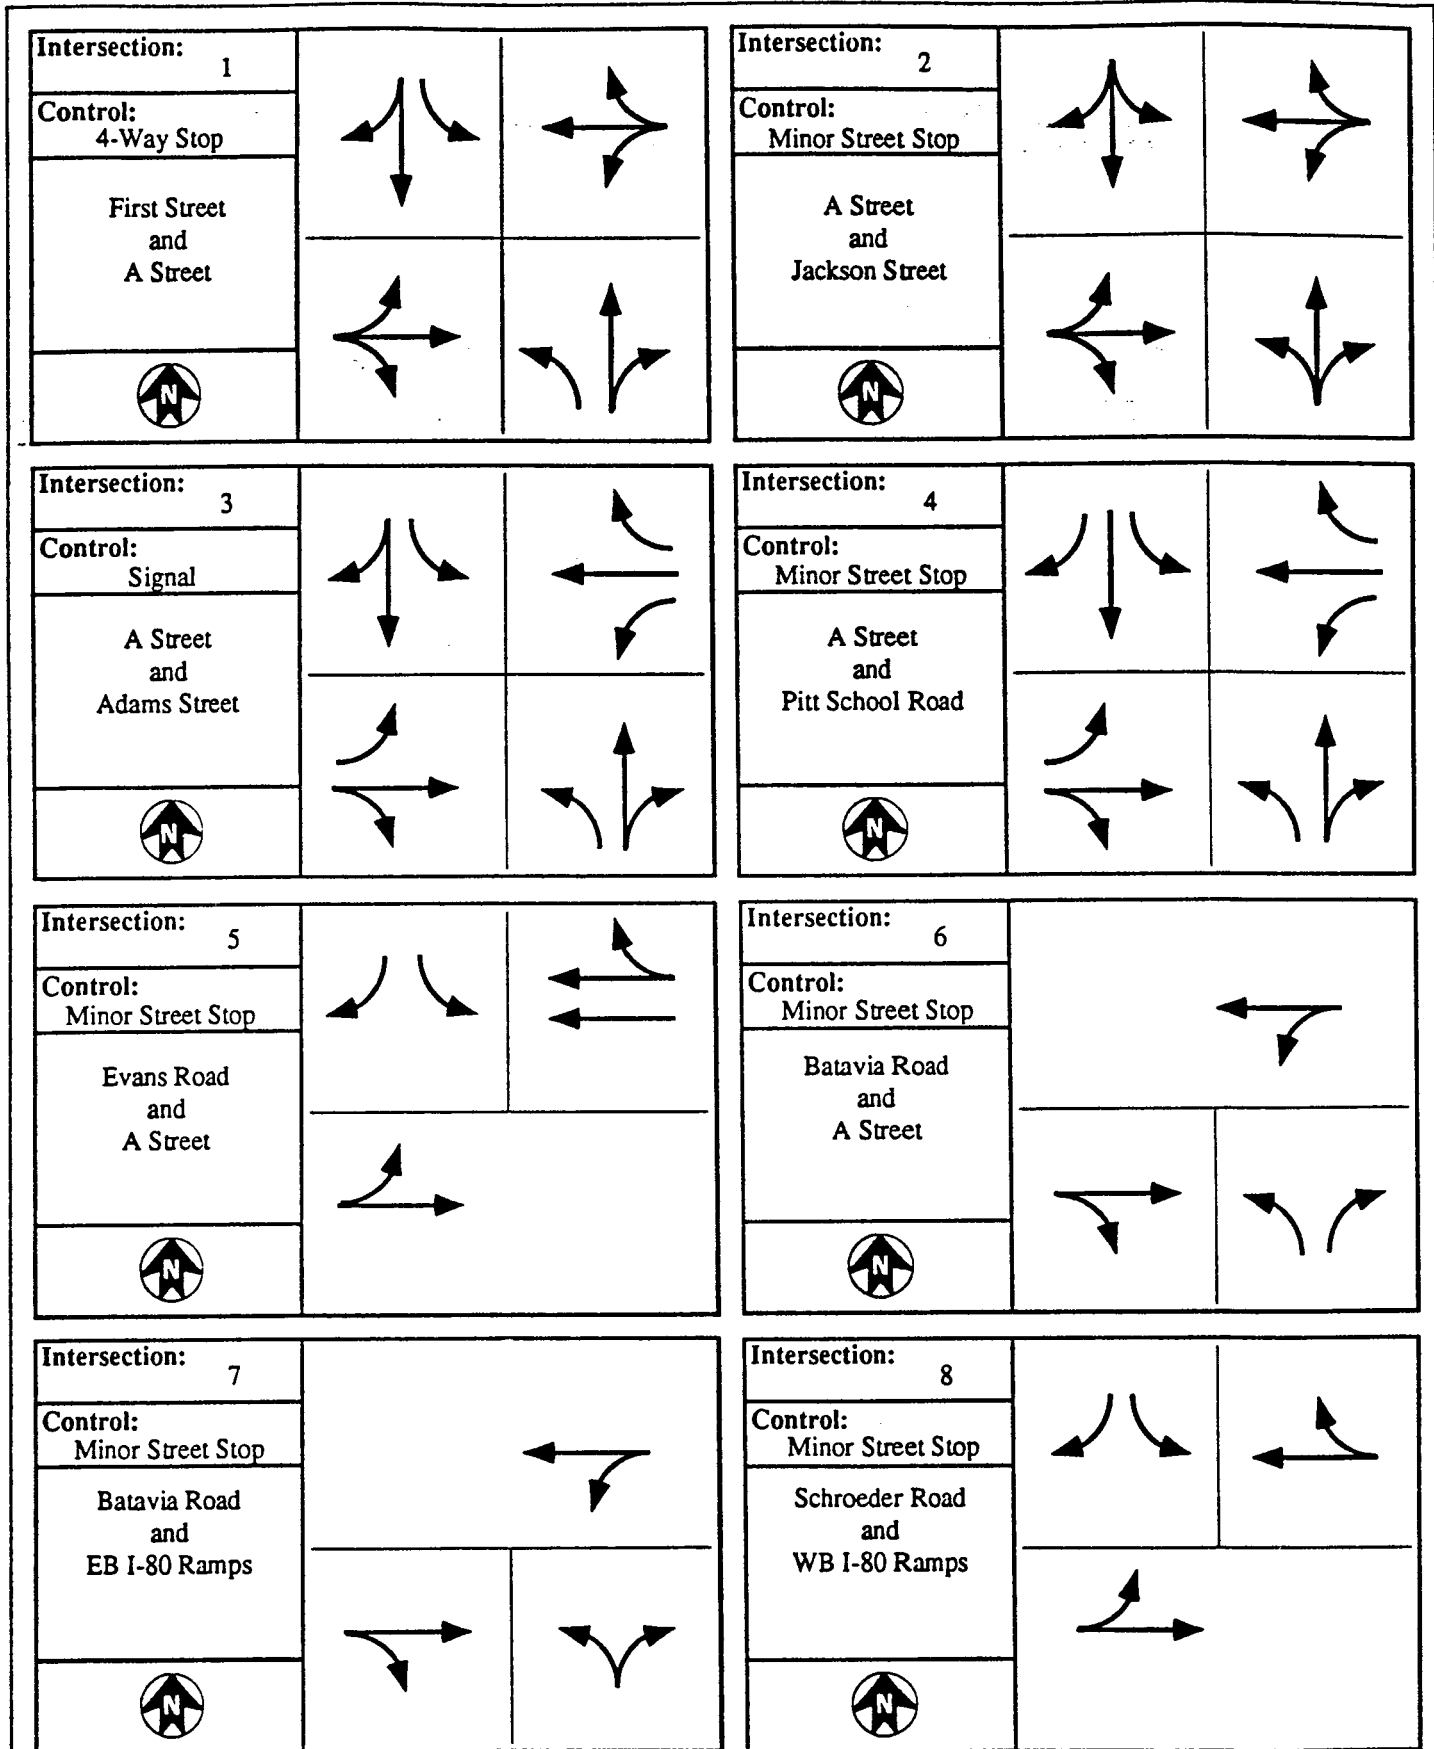 Intersection:
1
Control:
4-Way Stop
First Street
and
A Street
N
Intersection:
2
Control:
Minor Street Stop
A Street
and
Jackson Street
N
Intersection:
3
Control:
Signal
A Street
and
Adams Street
N
Intersection:
4
Control:
Minor Street Stop
A Street
and
Pitt School Road
N
Intersection:
5
Control:
Minor Street Stop
Evans Road
and
A Street
N
Intersection:
6
Control:
Minor Street Stop
Batavia Road
and
A Street
N
Intersection:
7
Control:
Minor Street Stop
Batavia Road
and
EB I-80 Ramps
N
Intersection:
8
Control:
Minor Street Stop
Schroeder Road
and
WB I-80 Ramps
N